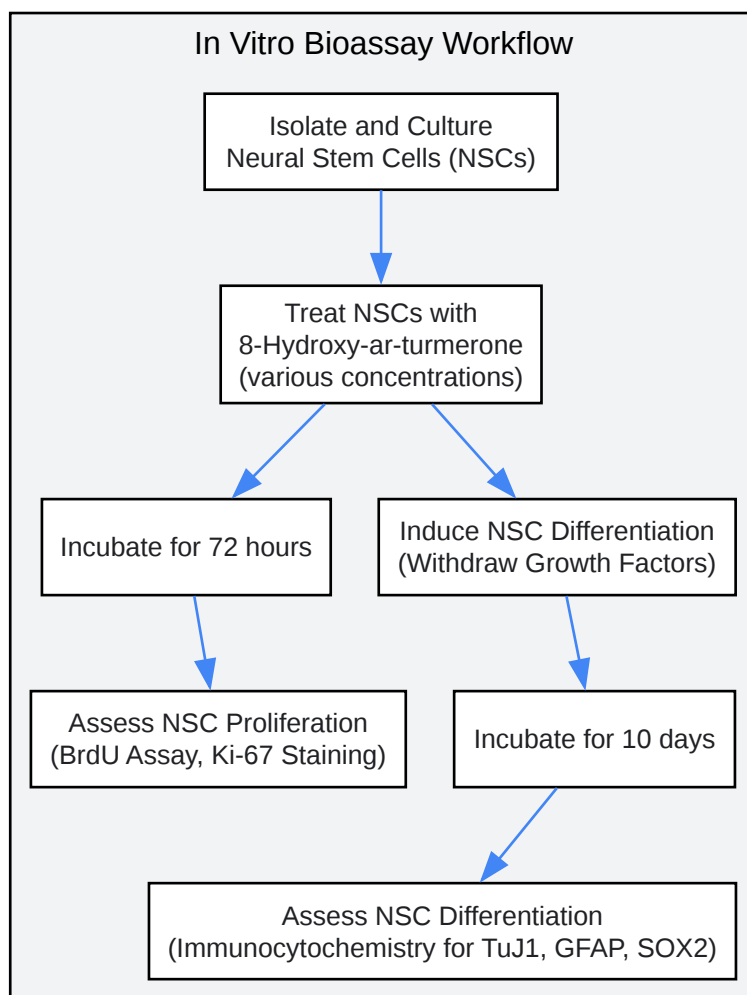 In Vitro Bioassay Workflow
Isolate and Culture
Neural Stem Cells (NSCs)
Treat NSCs with
8-Hydroxy-ar-turmerone
(various concentrations)
Incubate for 72 hours
Induce NSC Differentiation
(Withdraw Growth Factors)
Assess NSC Proliferation
(BrdU Assay, Ki-67 Staining)
Incubate for 10 days
Assess NSC Differentiation
(Immunocytochemistry for TuJ1, GFAP, SOX2)